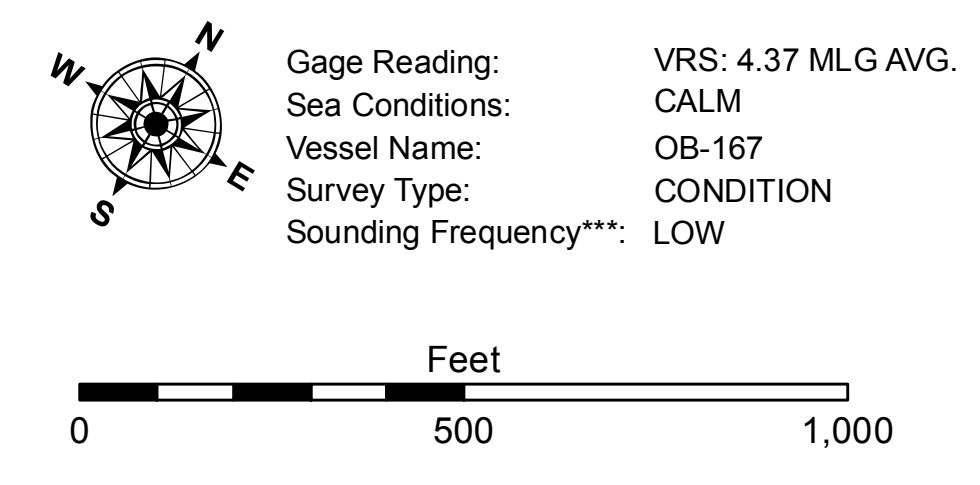 N
W
E
S
Gage Reading: VRS: 4.37 MLG AVG.
Sea Conditions: CALM
Vessel Name: OB-167
Survey Type: CONDITION
Sounding Frequency***: LOW
Feet
0 500 1,000